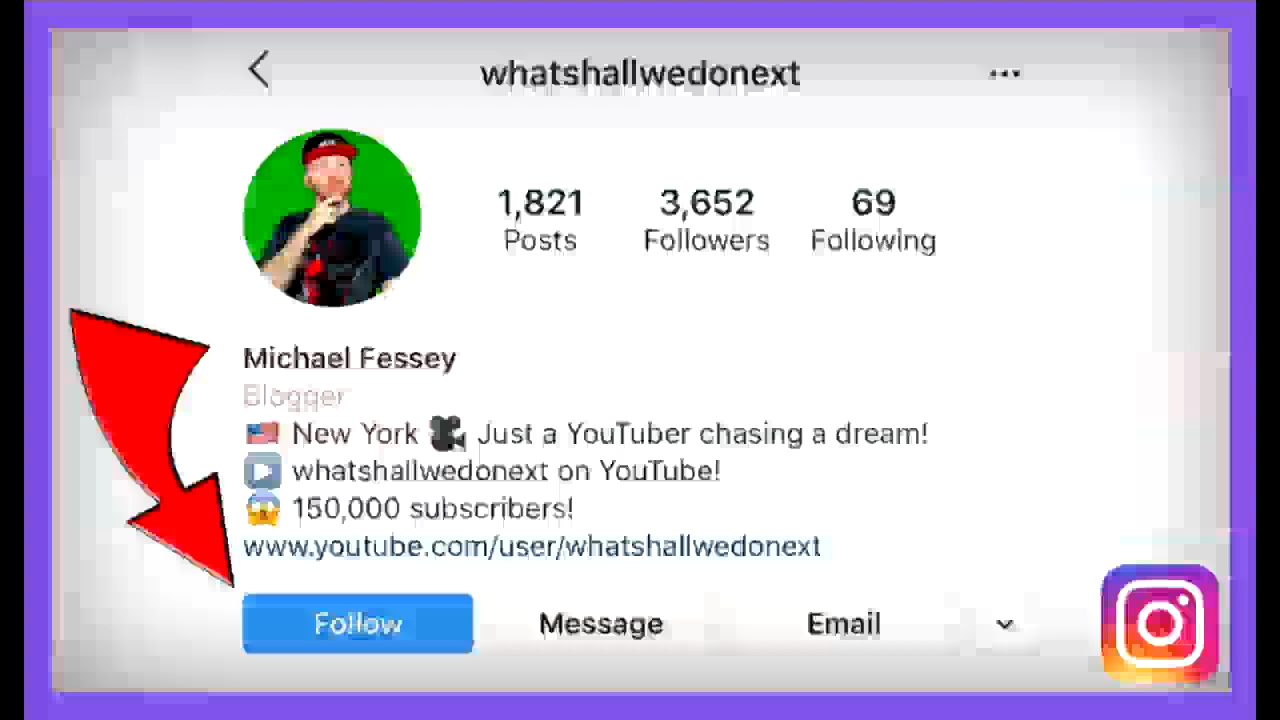 whatshallwedonext
1,821 3,652 69
Posts Followers Following
Michael Fessey
Blogger
🇺🇸 New York 🎥 Just a YouTuber chasing a dream!
▶️ whatshallwedonext on YouTube!
😱 150,000 subscribers!
www.youtube.com/user/whatshallwedonext
Follow Message Email